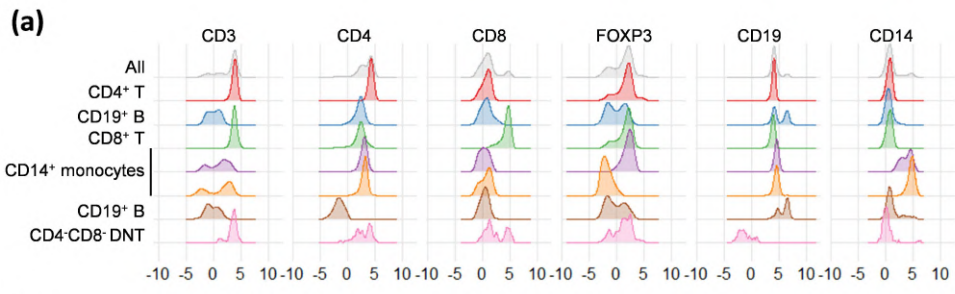 (a)
CD3 CD4 CD8 FOXP3 CD19 CD14
All
CD4⁺ T
CD19⁺ B
CD8⁺ T
CD14⁺ monocytes
CD19⁺ B
CD4⁻CD8⁻ DNT
-10 -5 0 5 10 -10 -5 0 5 10 -10 -5 0 5 10 -10 -5 0 5 10 -10 -5 0 5 10 -10 -5 0 5 10